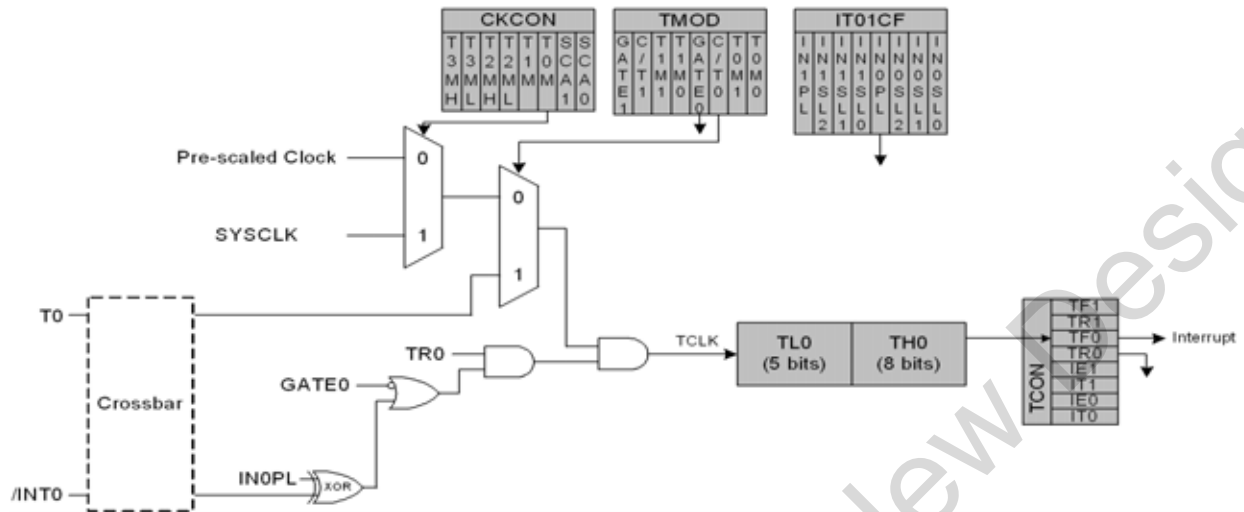 CKCON
T3MH T3ML T2MH T2ML T1M T0M SCA1 SCA0
TMOD
GATE1 C/T1 T1M1 T1M0 GATE0 C/T0 T0M1 T0M0
IT01CF
IN1PL IN1SL2 IN1SL1 IN1SL0 IN0PL IN0SL2 IN0SL1 IN0SL0
Pre-scaled Clock
0
SYSCLK
1
0
1
T0
Crossbar
TR0
GATE0
IN0PL
XOR
/INT0
TCLK
TL0
(5 bits)
TH0
(8 bits)
TCON
TF1
TR1
TF0
TR0
IE1
IT1
IE0
IT0
Interrupt
New Desig